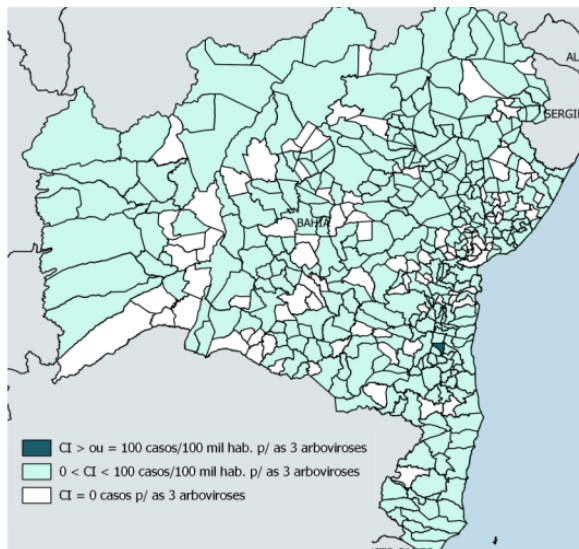 AL
SERGI
BAHIA
CI > ou = 100 casos/100 mil hab. p/ as 3 arboviroses
0 < CI < 100 casos/100 mil hab. p/ as 3 arboviroses
CI = 0 casos p/ as 3 arboviroses